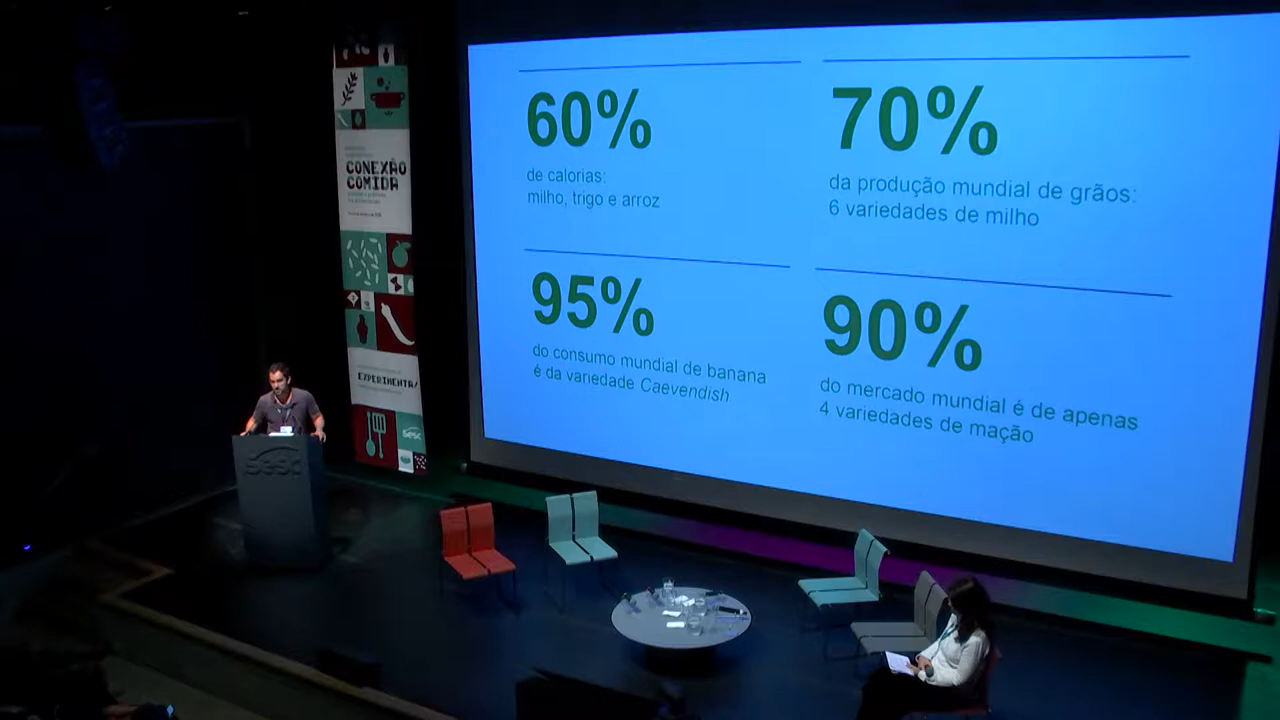 60%
de calorias:
milho, trigo e arroz
70%
da produção mundial de grãos:
6 variedades de milho
95%
do consumo mundial de banana
é da variedade Caevendish
90%
do mercado mundial é de apenas
4 variedades de mação
CONEXÃO
COMIDA
EXPERIMENTA!
Sesc
Sesc